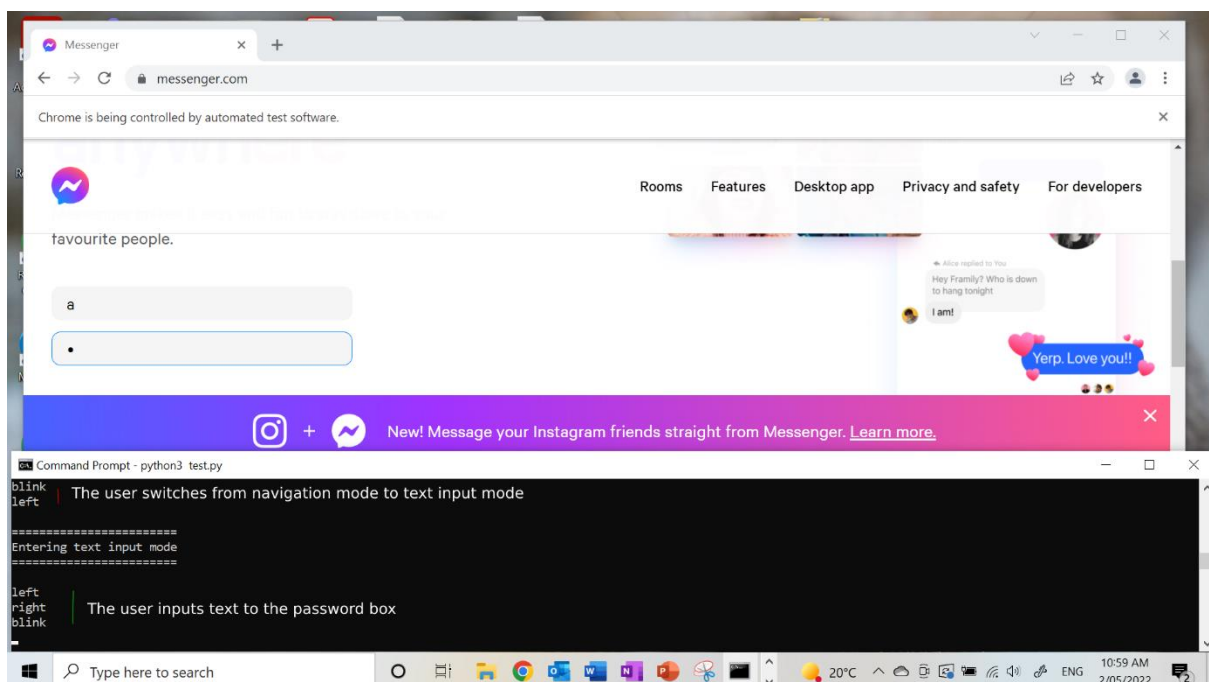 Messenger
messenger.com
Chrome is being controlled by automated test software.
anywhere
Rooms Features Desktop app Privacy and safety For developers
favourite people.
Alice replied to You
Hey Framily? Who is down
to hang tonight
I am!
a
Yerp. Love you!!
New! Message your Instagram friends straight from Messenger. Learn more.
Command Prompt - python3 test.py
blink
left
The user switches from navigation mode to text input mode
========================
Entering text input mode
========================
left
right
blink
The user inputs text to the password box
Type here to search
20°C
ENG
10:59 AM
2/05/2022
2